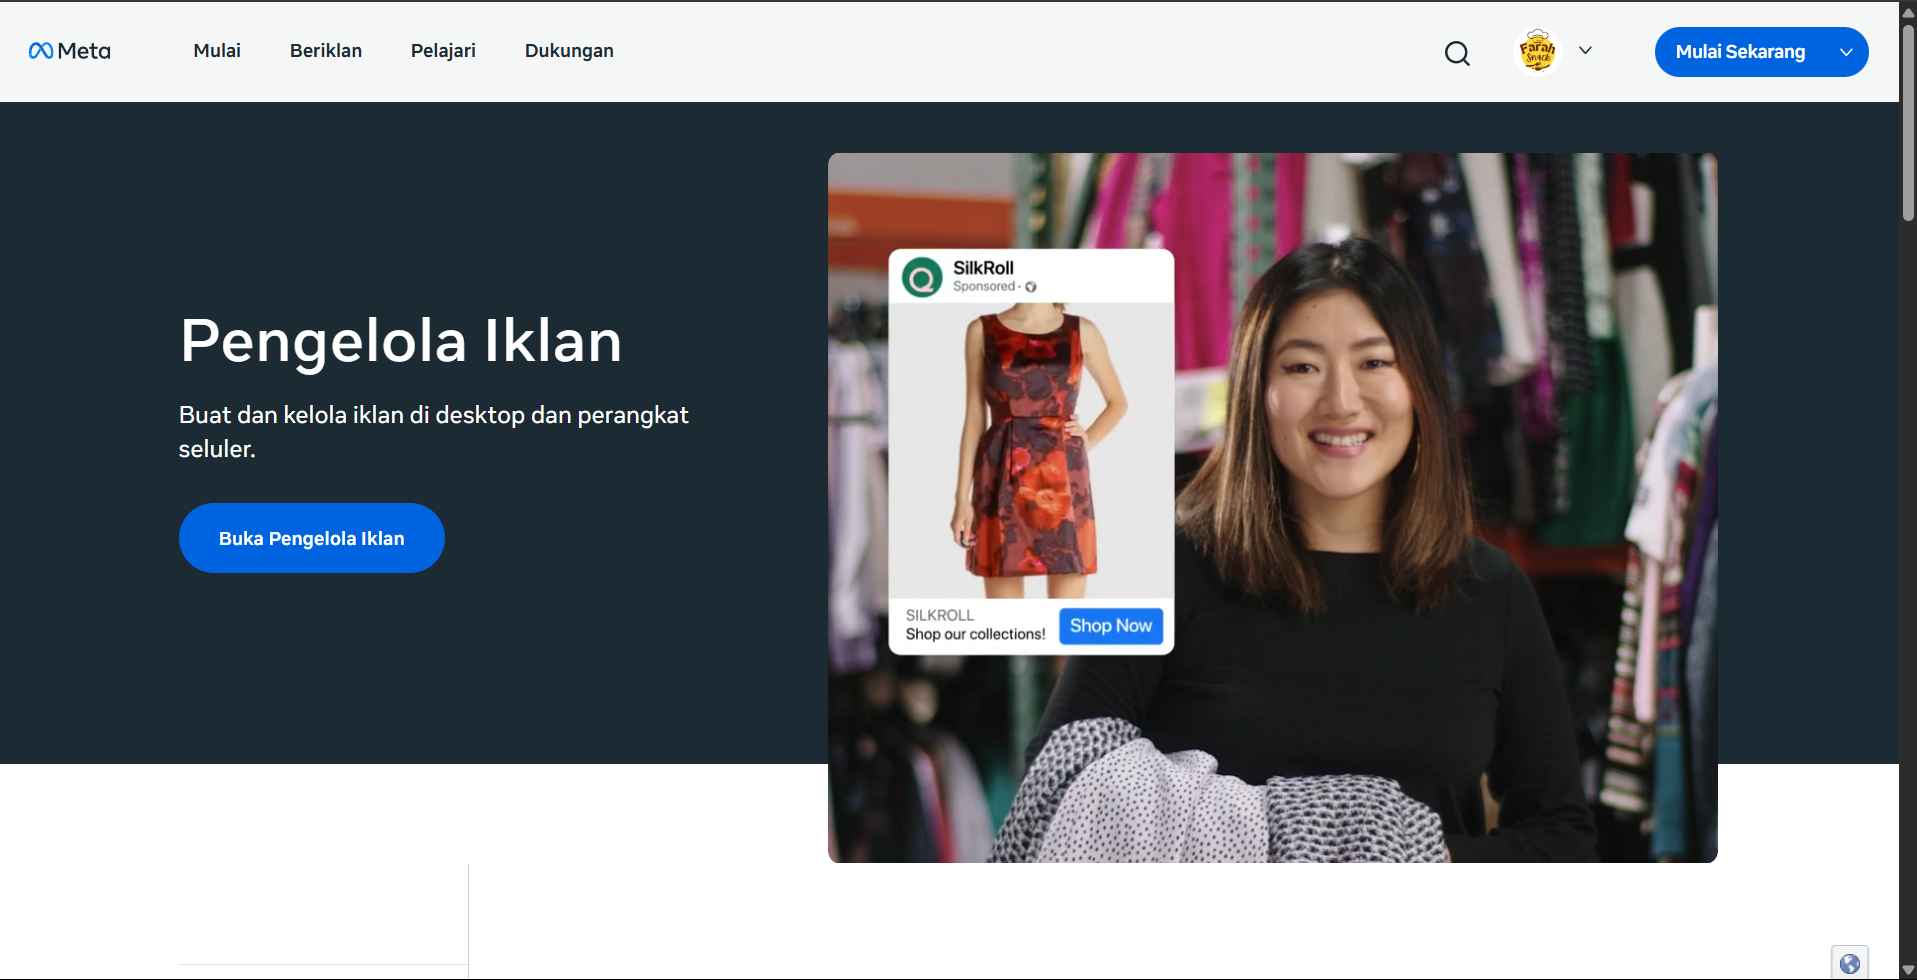 Meta
Mulai
Beriklan
Pelajari
Dukungan
Farah
Snack
Mulai Sekarang
Pengelola Iklan
Buat dan kelola iklan di desktop dan perangkat
seluler.
Buka Pengelola Iklan
SilkRoll
Sponsored ·
SILKROLL
Shop our collections!
Shop Now